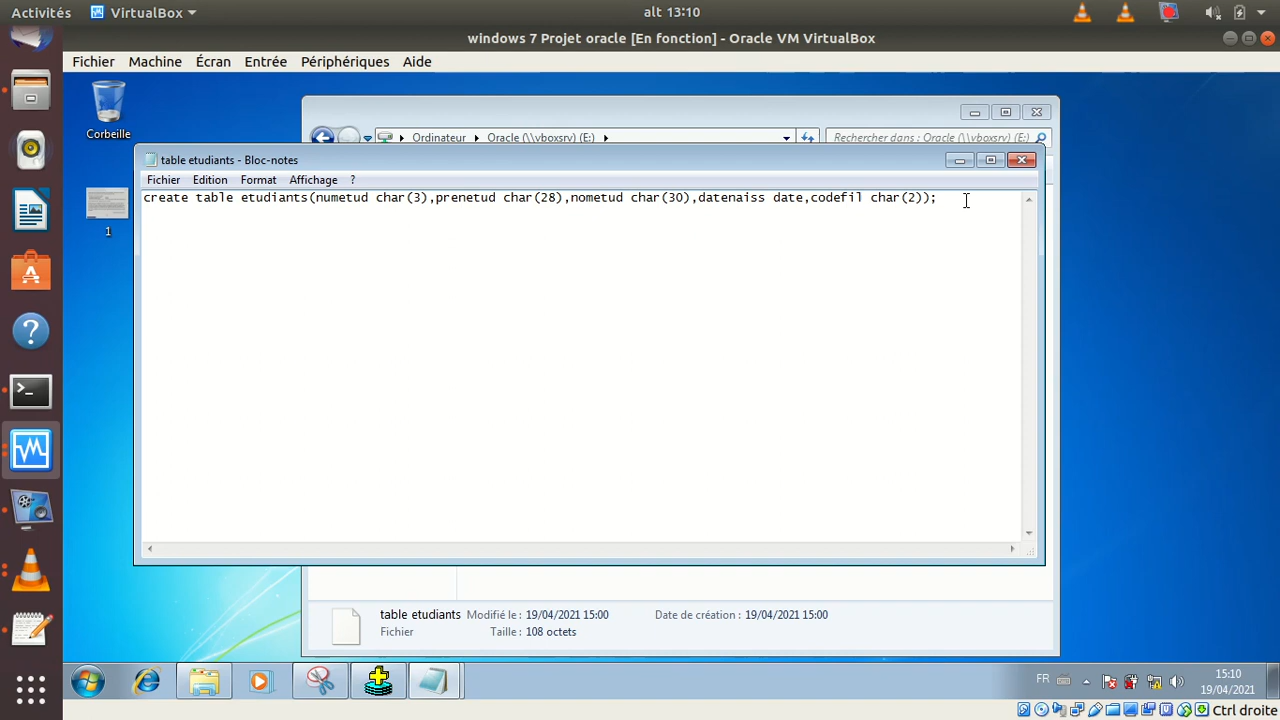 Activités
VirtualBox
alt 13:10
windows 7 Projet oracle [En fonction] - Oracle VM VirtualBox
Fichier Machine Écran Entrée Périphériques Aide
Corbeille
Ordinateur
Oracle (\\vboxsrv) (E:)
Rechercher dans : Oracle (\\vboxsrv) (E:)
table etudiants - Bloc-notes
Fichier Edition Format Affichage ?
create table etudiants(numetud char(3),prenetud char(28),nometud char(30),datenaiss date,codefil char(2));
1
table etudiants Modifié le : 19/04/2021 15:00 Date de création : 19/04/2021 15:00
Fichier Taille : 108 octets
FR
15:10
19/04/2021
Ctrl droite